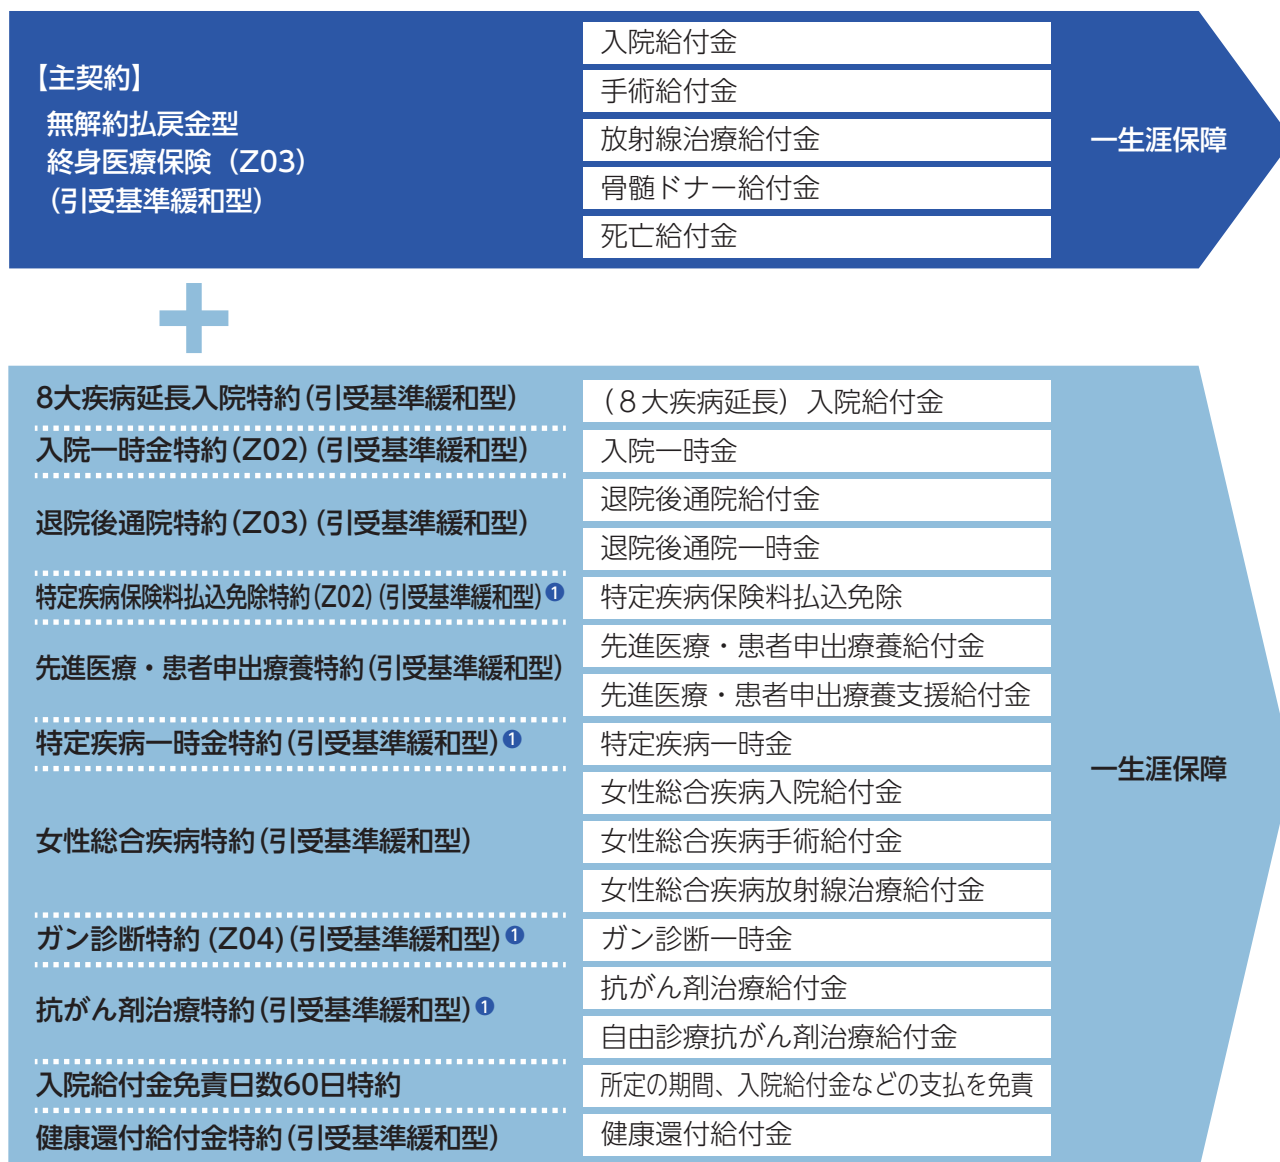 【主契約】
無解約払戻金型
終身医療保険（Z03）
（引受基準緩和型）
入院給付金
手術給付金
放射線治療給付金
骨髄ドナー給付金
死亡給付金
一生涯保障
+
8大疾病延長入院特約(引受基準緩和型)
（８大疾病延長）入院給付金
入院一時金特約(Z02)(引受基準緩和型)
入院一時金
退院後通院特約(Z03)(引受基準緩和型)
退院後通院給付金
退院後通院一時金
特定疾病保険料払込免除特約(Z02)(引受基準緩和型)❶
特定疾病保険料払込免除
先進医療・患者申出療養特約(引受基準緩和型)
先進医療・患者申出療養給付金
先進医療・患者申出療養支援給付金
特定疾病一時金特約(引受基準緩和型)❶
特定疾病一時金
女性総合疾病特約(引受基準緩和型)
女性総合疾病入院給付金
女性総合疾病手術給付金
女性総合疾病放射線治療給付金
ガン診断特約 (Z04)(引受基準緩和型)❶
ガン診断一時金
抗がん剤治療特約(引受基準緩和型)❶
抗がん剤治療給付金
自由診療抗がん剤治療給付金
入院給付金免責日数60日特約
所定の期間、入院給付金などの支払を免責
健康還付給付金特約(引受基準緩和型)
健康還付給付金
一生涯保障